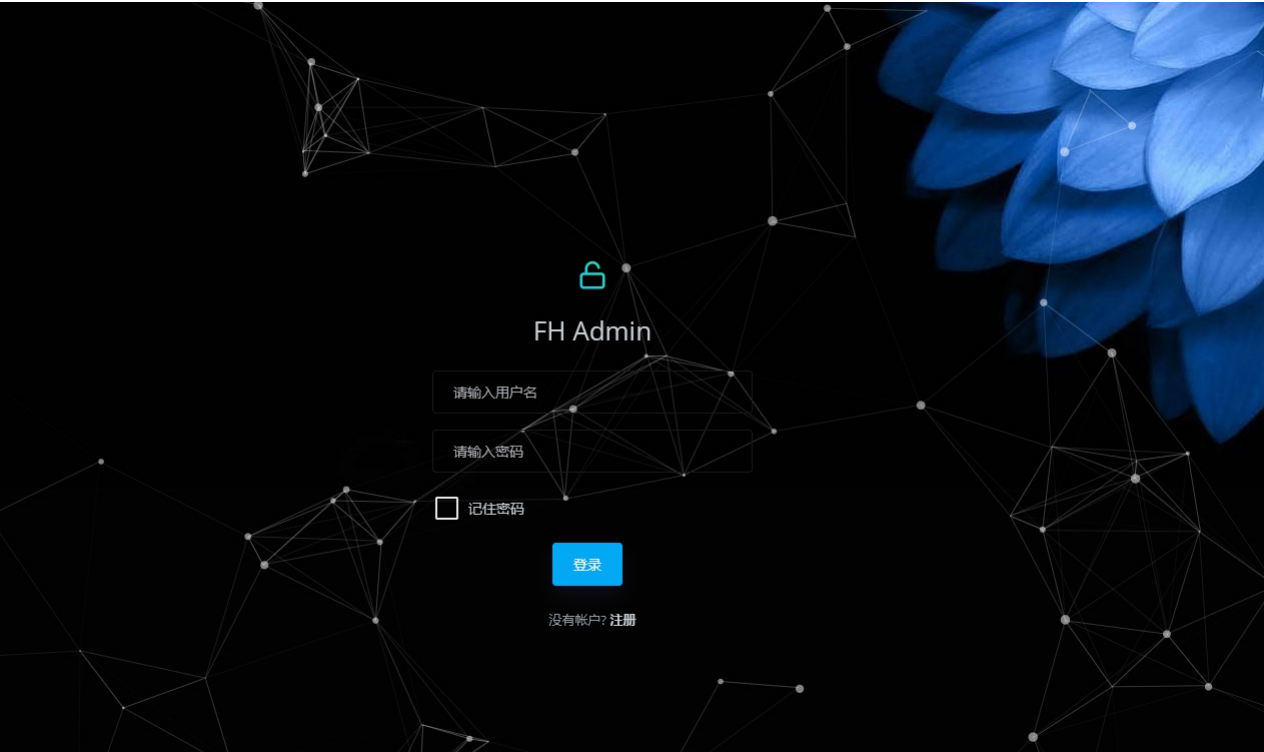 FH Admin
请输入用户名
请输入密码
记住密码
登录
没有帐户? 注册